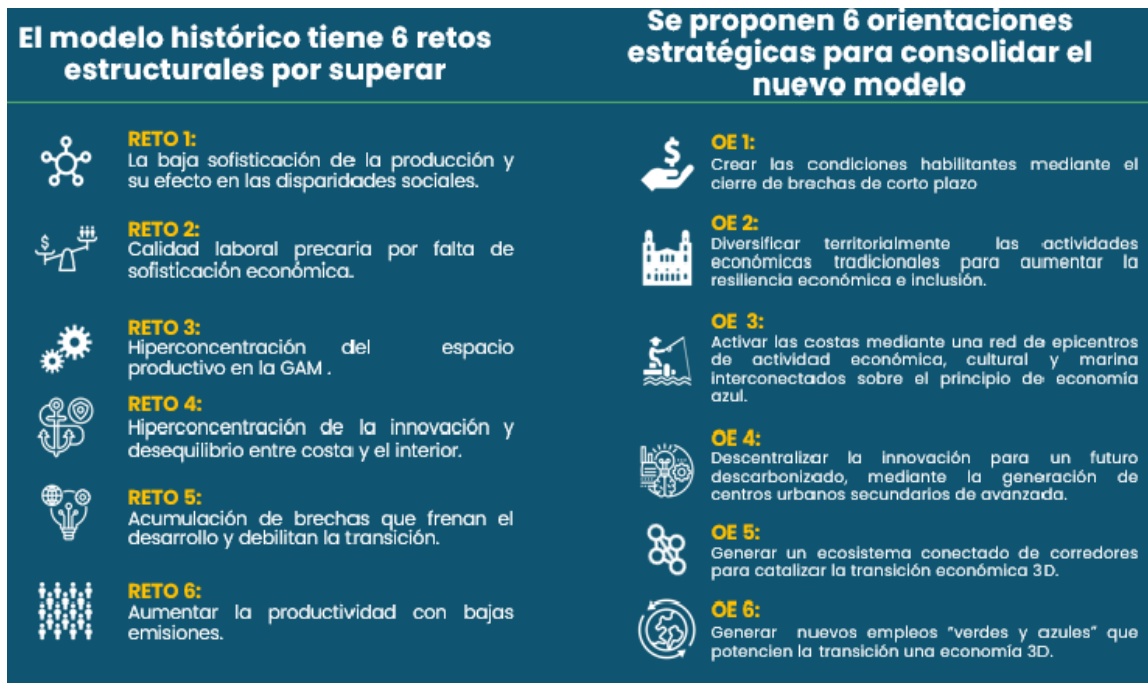 El modelo histórico tiene 6 retos
estructurales por superar
RETO 1:
La baja sofisticación de la producción y
su efecto en las disparidades sociales.
RETO 2:
Calidad laboral precaria por falta de
sofisticación económica.
RETO 3:
Hiperconcentración del espacio
productivo en la GAM .
RETO 4:
Hiperconcentración de la innovación y
desequilibrio entre costa y el interior.
RETO 5:
Acumulación de brechas que frenan el
desarrollo y debilitan la transición.
RETO 6:
Aumentar la productividad con bajas
emisiones.
Se proponen 6 orientaciones
estratégicas para consolidar el
nuevo modelo
OE 1:
Crear las condiciones habilitantes mediante el
cierre de brechas de corto plazo
OE 2:
Diversificar territorialmente las actividades
económicas tradicionales para aumentar la
resiliencia económica e inclusión.
OE 3:
Activar las costas mediante una red de epicentros
de actividad económica, cultural y marina
interconectados sobre el principio de economía
azul.
OE 4:
Descentralizar la innovación para un futuro
descarbonizado, mediante la generación de
centros urbanos secundarios de avanzada.
OE 5:
Generar un ecosistema conectado de corredores
para catalizar la transición económica 3D.
OE 6:
Generar nuevos empleos "verdes y azules" que
potencien la transición una economía 3D.